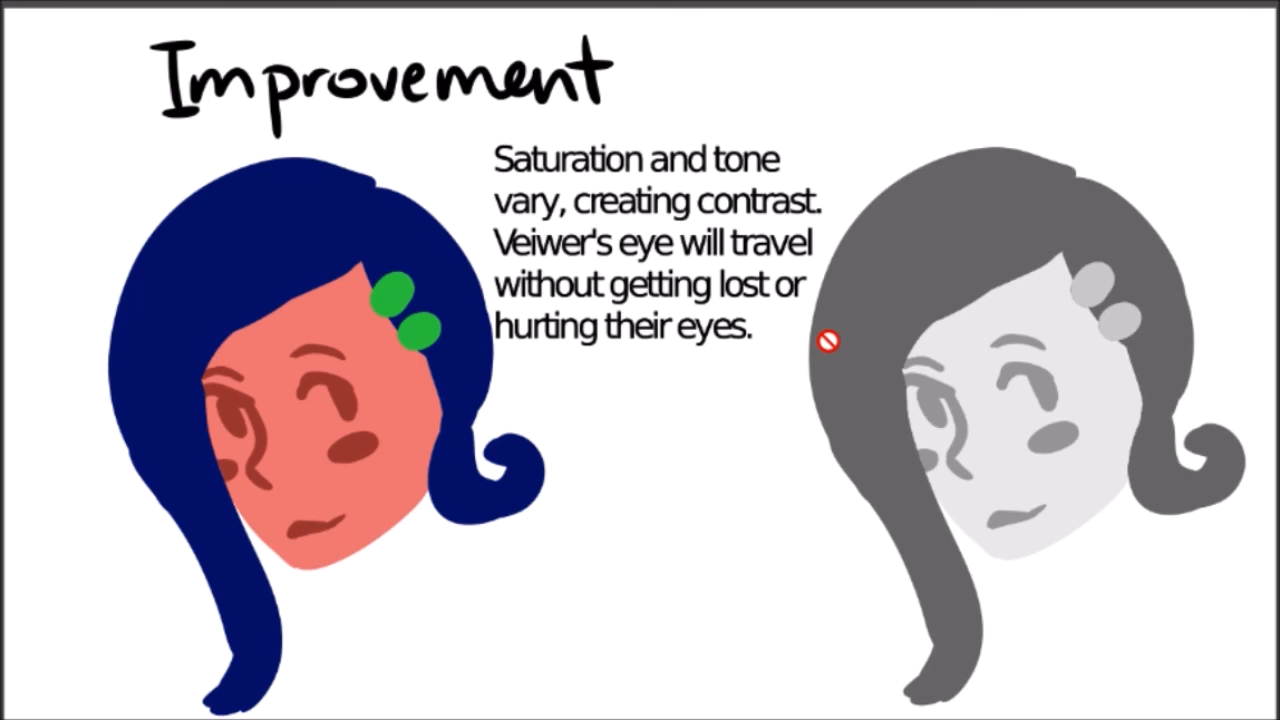 Improvement
Saturation and tone
vary, creating contrast.
Veiwer's eye will travel
without getting lost or
hurting their eyes.